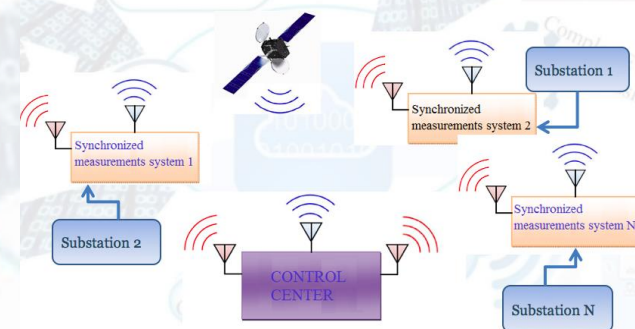 Substation 1
Synchronized
measurements system 2
Synchronized
measurements system 1
Synchronized
measurements system N
Substation 2
CONTROL
CENTER
Substation N